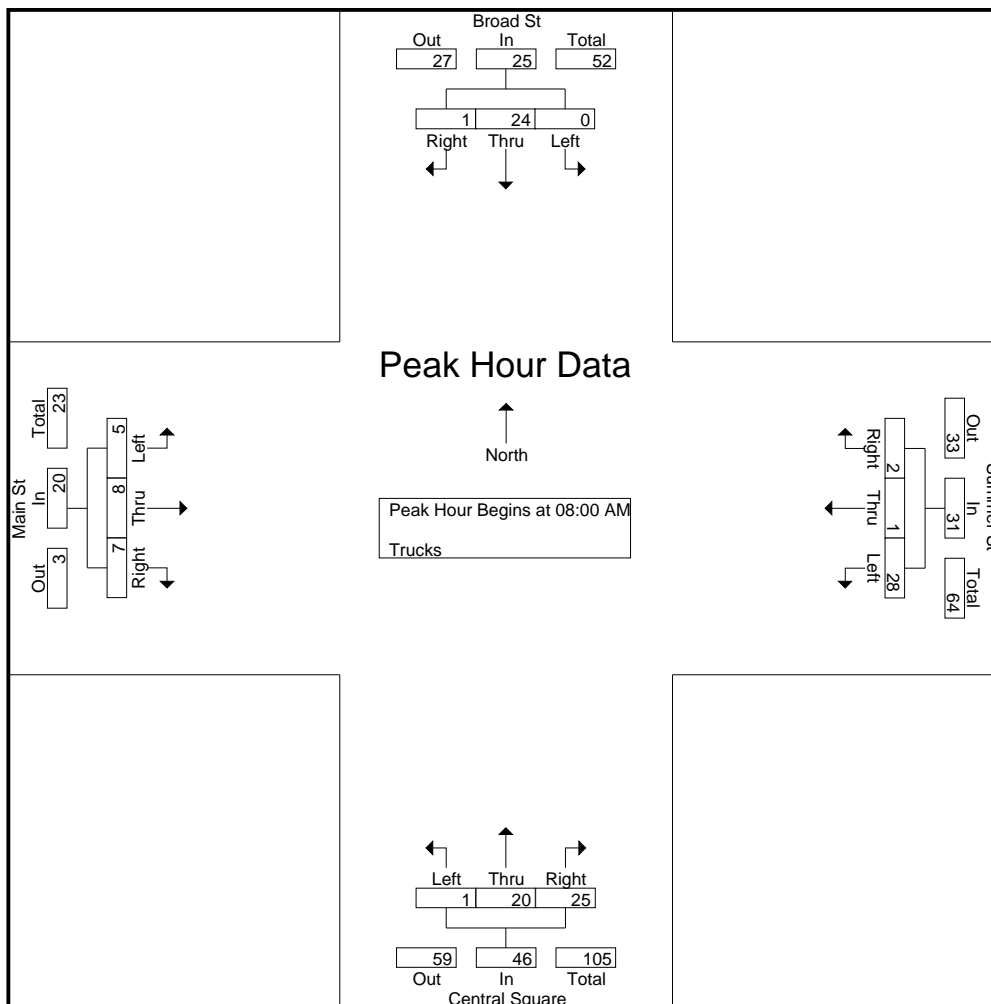 Broad St
Out In Total
27 25 52
1 24 0
Right Thru Left
Peak Hour Data
North
Peak Hour Begins at 08:00 AM
Trucks
Main St
Total In Out
23 20 3
5 8 7
Left Thru Right
Right Thru Left
2 1 28
33 31 64
Out In Total
Summer St
Left Thru Right
1 20 25
59 46 105
Out In Total
Central Square